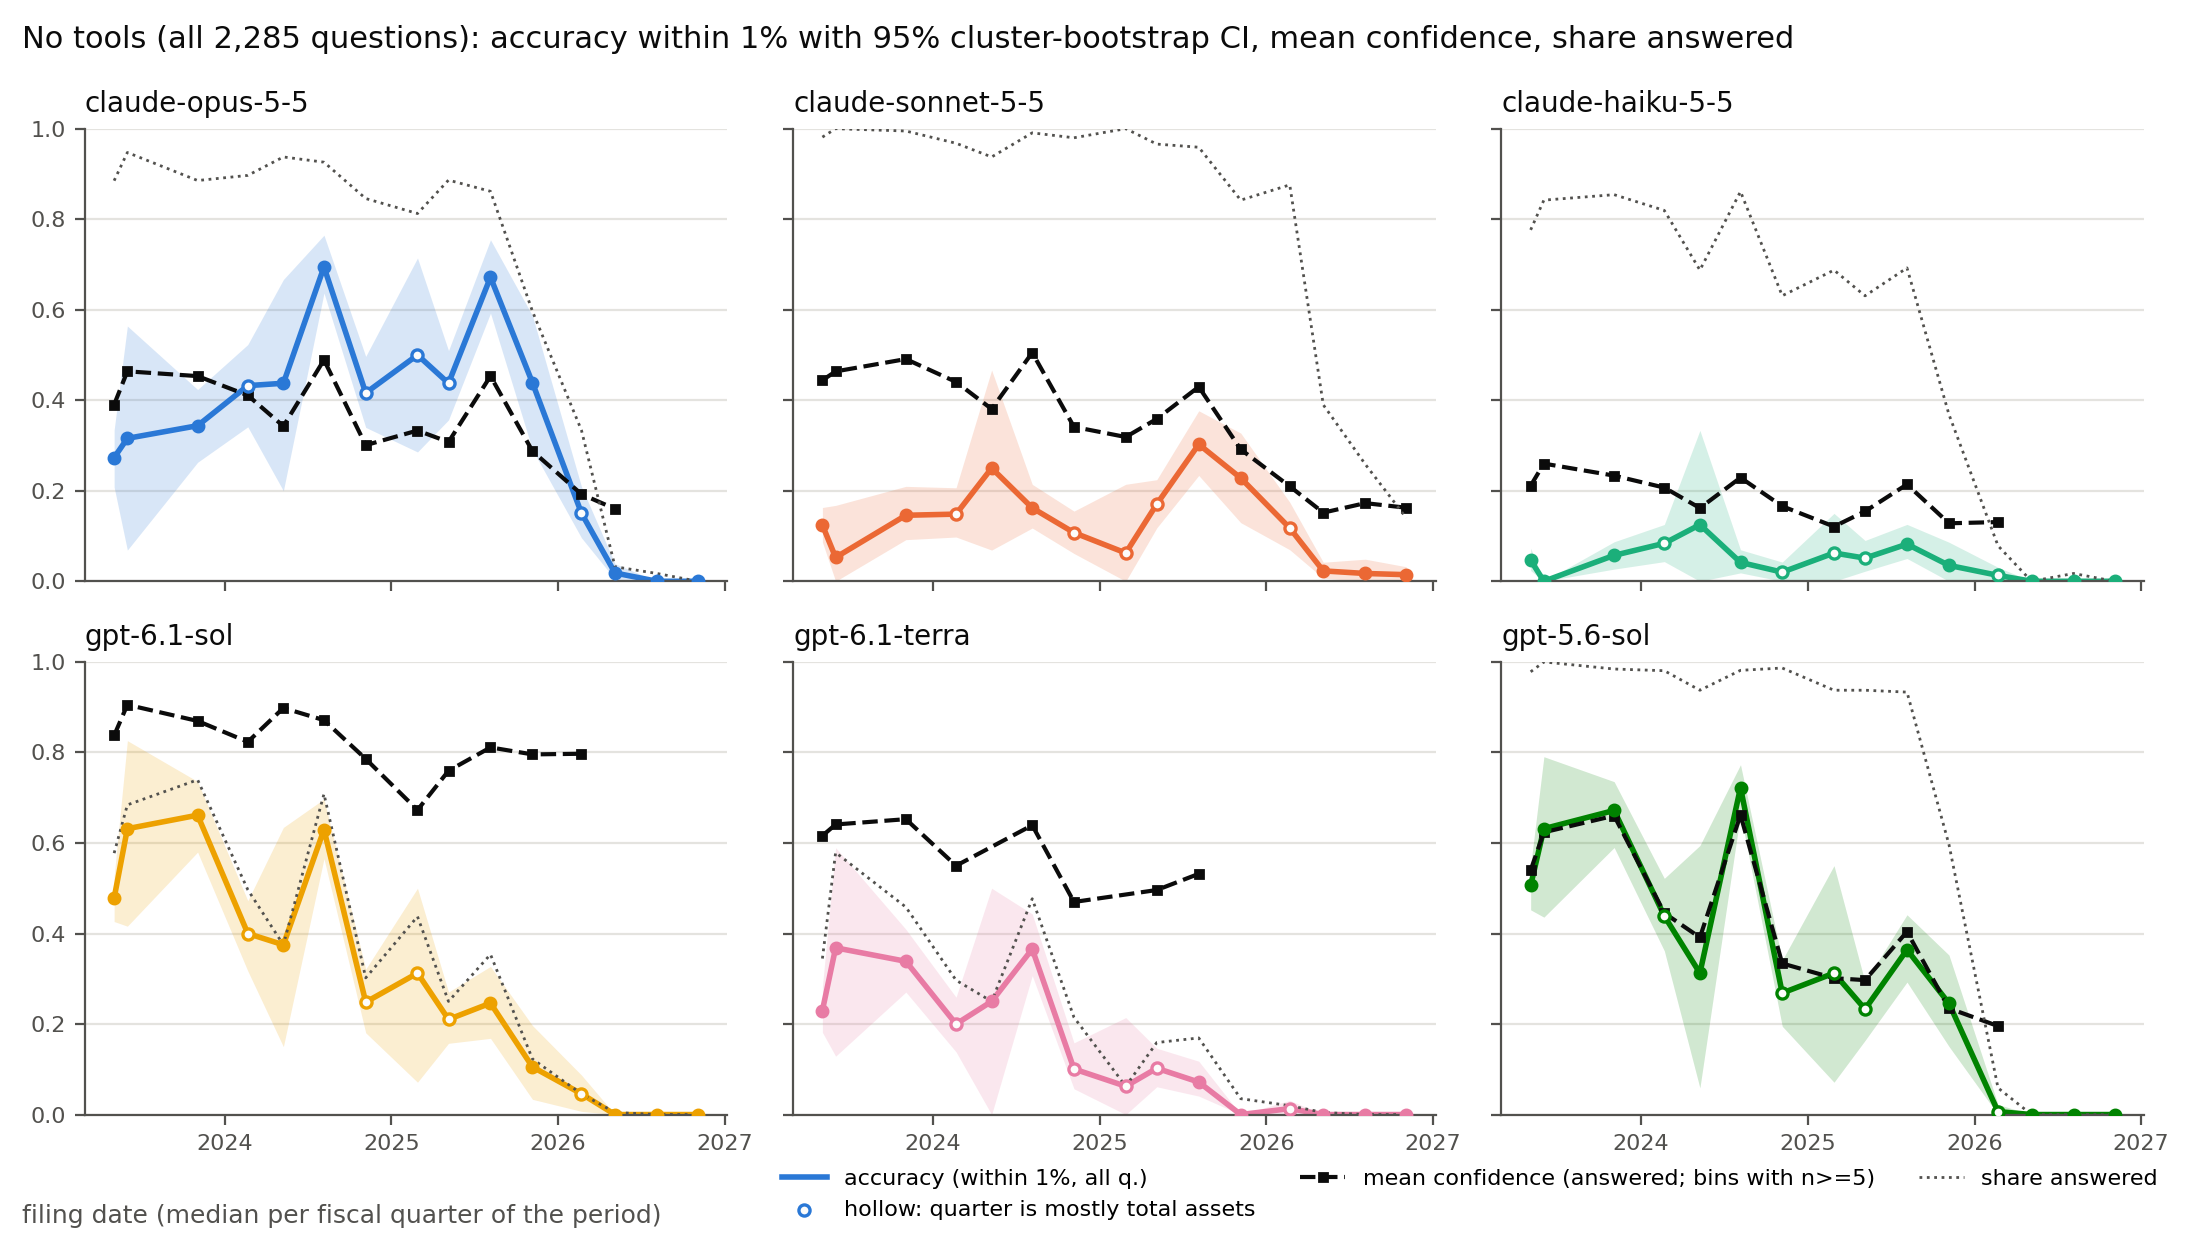 No tools (all 2,285 questions): accuracy within 1% with 95% cluster-bootstrap CI, mean confidence, share answered
claude-opus-5-5
claude-sonnet-5-5
claude-haiku-5-5
1.0
0.8
0.6
0.4
0.2
0.0
gpt-6.1-sol
gpt-6.1-terra
gpt-5.6-sol
1.0
0.8
0.6
0.4
0.2
0.0
2024 2025 2026 2027
2024 2025 2026 2027
2024 2025 2026 2027
accuracy (within 1%, all q.)
mean confidence (answered; bins with n>=5)
share answered
hollow: quarter is mostly total assets
filing date (median per fiscal quarter of the period)